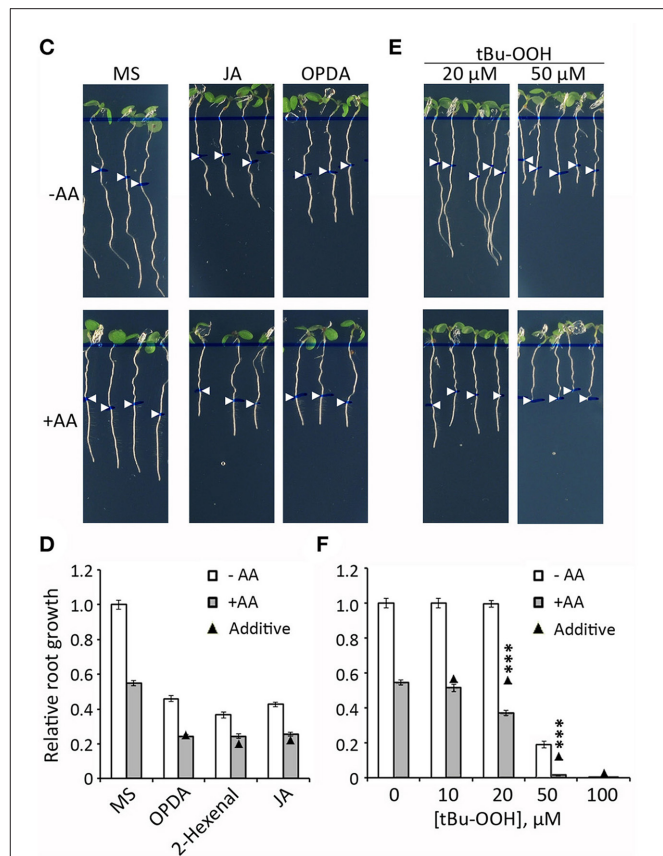 C
MS
JA
OPDA
-AA
+AA
E
tBu-OOH
20 µM
50 µM
D
Relative root growth
1.2
1.0
0.8
0.6
0.4
0.2
0
- AA
+AA
▲ Additive
MS
OPDA
2-Hexenal
JA
F
1.2
1.0
0.8
0.6
0.4
0.2
0
- AA
+AA
▲ Additive
***
***
0
10
20
50
100
[tBu-OOH], µM